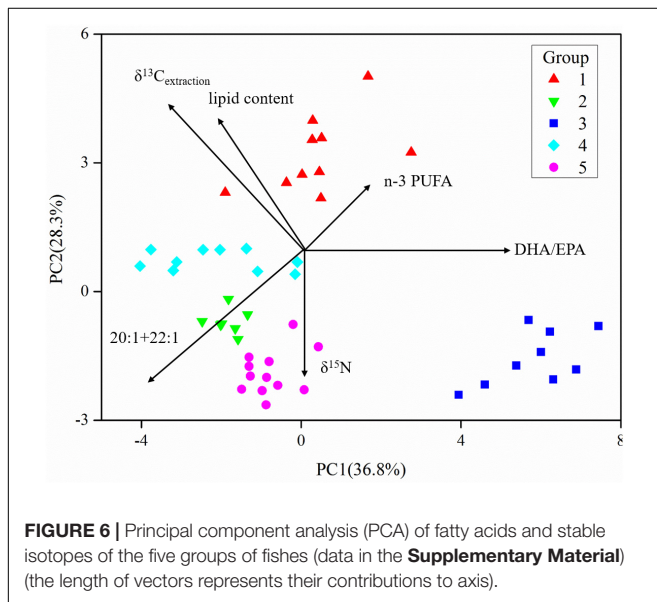 6
3
0
-3
-4
0
4
8
PC2(28.3%)
PC1(36.8%)
δ¹³Cextraction
lipid content
n-3 PUFA
DHA/EPA
20:1+22:1
δ¹⁵N
Group
1
2
3
4
5
FIGURE 6 | Principal component analysis (PCA) of fatty acids and stable
isotopes of the five groups of fishes (data in the Supplementary Material)
(the length of vectors represents their contributions to axis).